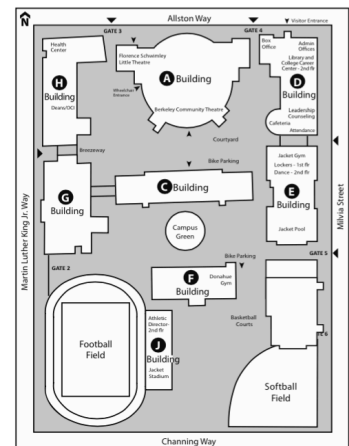 N
Allston Way
GATE 3
GATE 4
Visitor Entrance
Health
Center
H
Building
Deans/OCI
Florence Schwimley
Little Theatre
A Building
Wheelchair
Entrance
Berkeley Community Theatre
Box
Office
Admin
Offices
Library and
College Career
Center - 2nd flr
D
Building
Leadership
Counseling
Cafeteria
Attendance
Courtyard
Breezeway
Bike Parking
Jacket Gym
Lockers - 1st flr
Dance - 2nd flr
E
Building
Jacket Pool
G
Building
C Building
Campus
Green
Martin Luther King Jr. Way
Milvia Street
GATE 2
Bike Parking
GATE 5
F
Building
Donahue
Gym
Football
Field
Athletic
Director-
2nd flr
J
Building
Jacket
Stadium
Basketball
Courts
6
Softball
Field
Channing Way